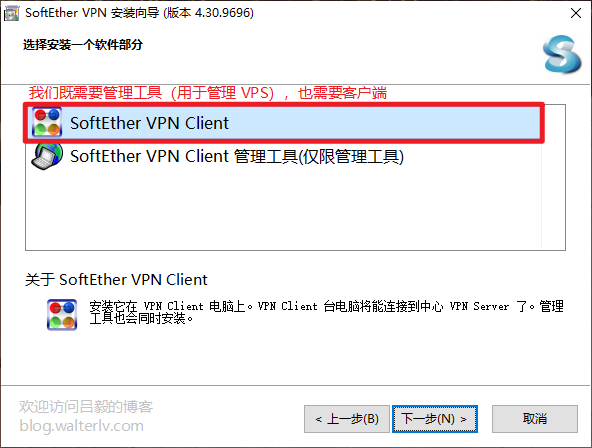 SoftEther VPN 安装向导 (版本 4.30.9696)
选择安装一个软件部分
我们既需要管理工具（用于管理 VPS），也需要客户端
SoftEther VPN Client
SoftEther VPN Client 管理工具(仅限管理工具)
关于 SoftEther VPN Client
安装它在 VPN Client 电脑上。VPN Client 台电脑将能连接到中心 VPN Server 了。管理
工具也会同时安装。
欢迎访问吕毅的博客
blog.walterlv.com
< 上一步(B)
下一步(N) >
取消